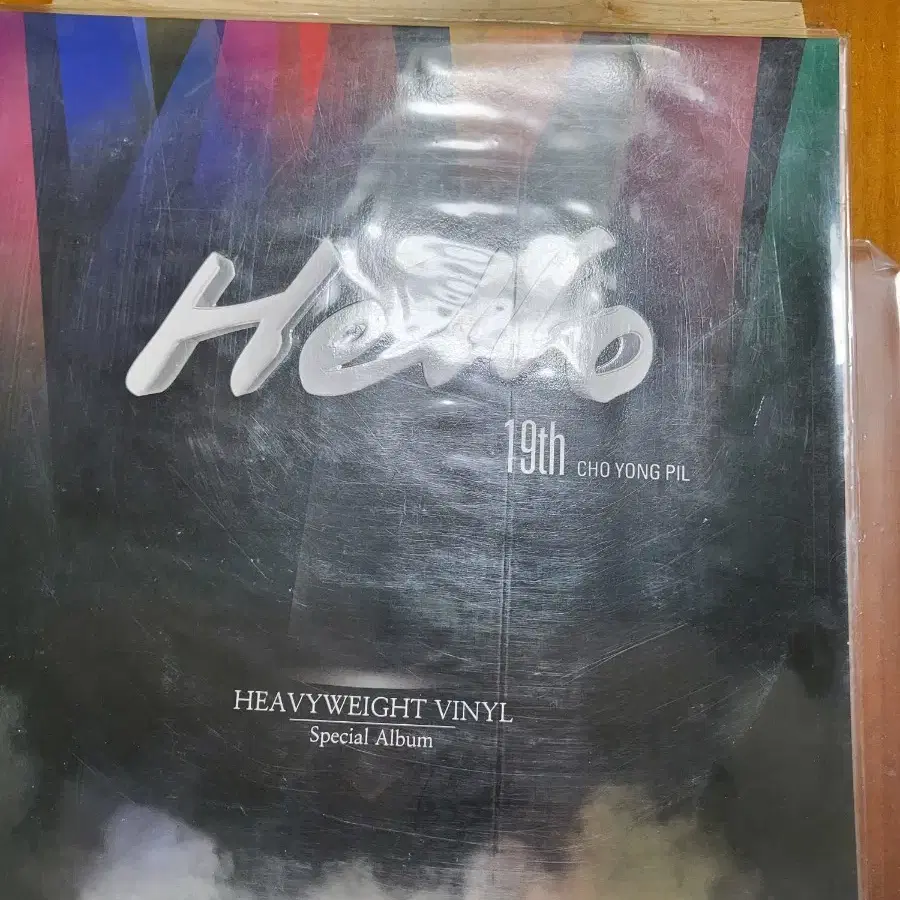 Hello
19th CHO YONG PIL
HEAVYWEIGHT VINYL
Special Album